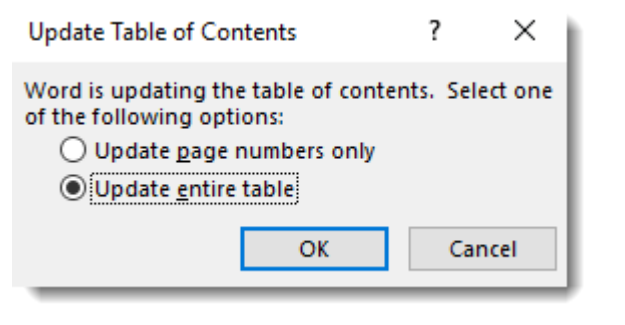 Update Table of Contents ? ✕
Word is updating the table of contents. Select one
of the following options:
Update page numbers only
Update entire table
OK Cancel